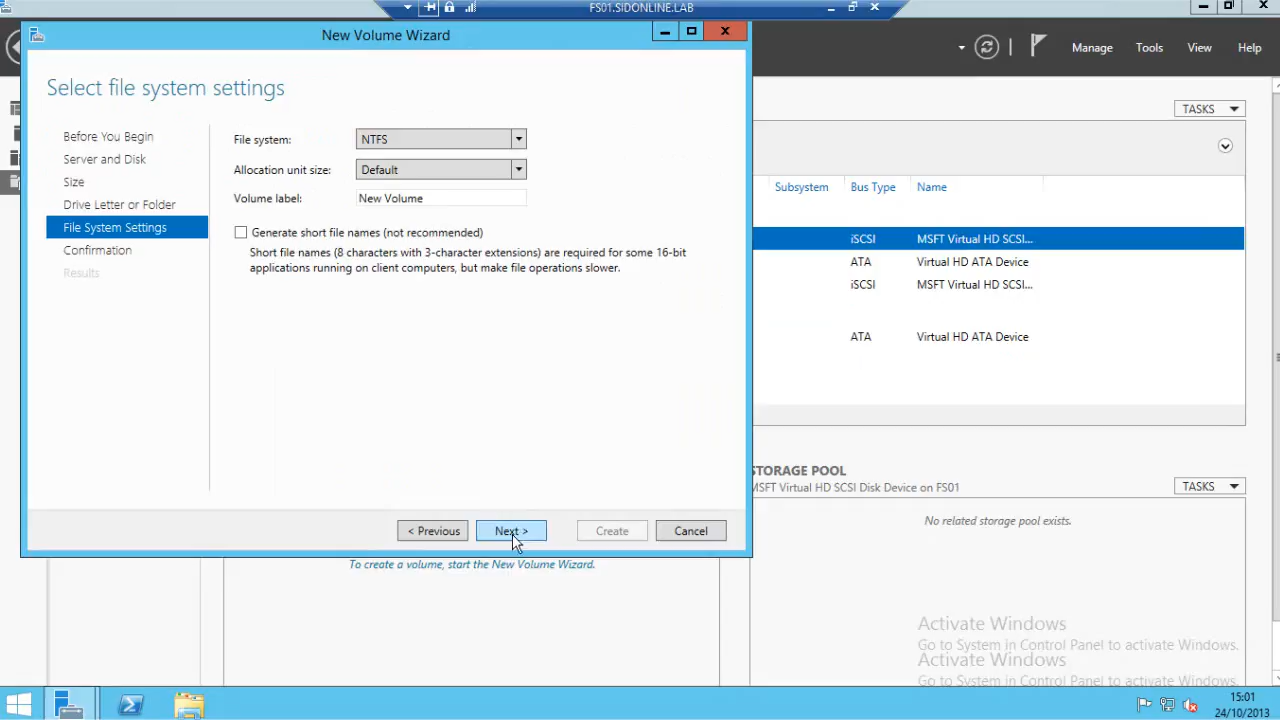 FS01.SIDONLINE.LAB
New Volume Wizard
Manage
Tools
View
Help
Select file system settings
Before You Begin
Server and Disk
Size
Drive Letter or Folder
File System Settings
Confirmation
Results
File system:
NTFS
Allocation unit size:
Default
Volume label:
New Volume
Generate short file names (not recommended)
Short file names (8 characters with 3-character extensions) are required for some 16-bit
applications running on client computers, but make file operations slower.
< Previous
Next >
Create
Cancel
TASKS
Subsystem
Bus Type
Name
iSCSI
MSFT Virtual HD SCSI...
ATA
Virtual HD ATA Device
iSCSI
MSFT Virtual HD SCSI...
ATA
Virtual HD ATA Device
STORAGE POOL
MSFT Virtual HD SCSI Disk Device on FS01
TASKS
No related storage pool exists.
To create a volume, start the New Volume Wizard.
Activate Windows
Go to System in Control Panel to activate Windows.
Activate Windows
Go to System in Control Panel to activate Windows.
15:01
24/10/2013